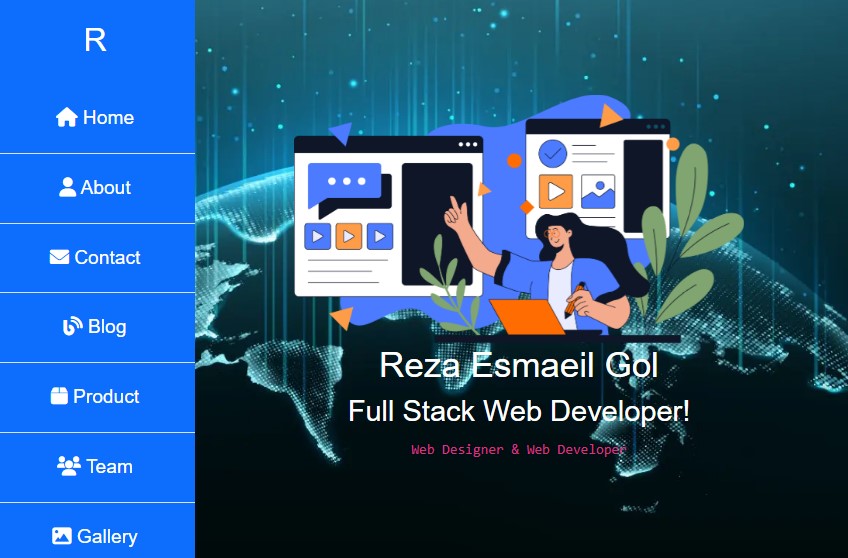 R
Home
About
Contact
Blog
Product
Team
Gallery
Reza Esmaeil Gol
Full Stack Web Developer!
Web Designer & Web Developer